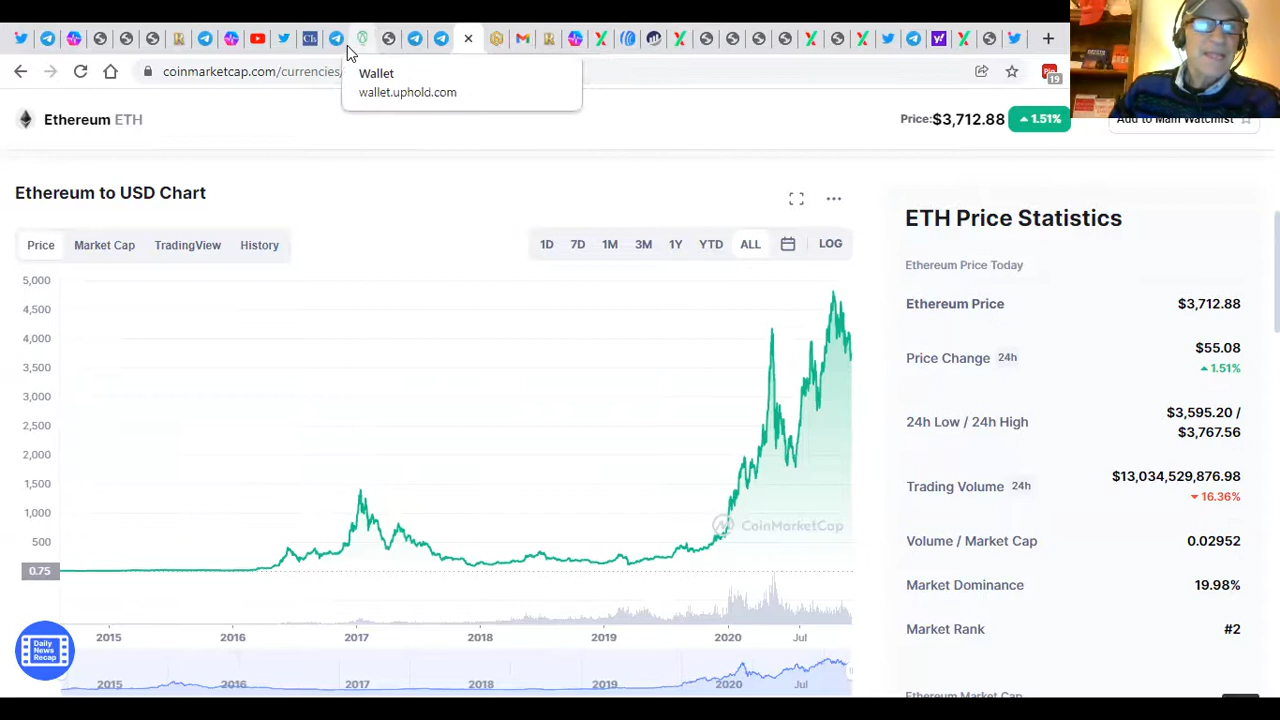 coinmarketcap.com/currencies/
19
Wallet
wallet.uphold.com
Ethereum ETH
Price:$3,712.88
1.51%
Add to Main Watchlist
Ethereum to USD Chart
Price Market Cap TradingView History
1D 7D 1M 3M 1Y YTD ALL LOG
5,000
4,500
4,000
3,500
3,000
2,500
2,000
1,500
1,000
500
0.75
CoinMarketCap
2015 2016 2017 2018 2019 2020 Jul
2015 2016 2017 2018 2019 2020 Jul
Daily
News
Recap
ETH Price Statistics
Ethereum Price Today
Ethereum Price $3,712.88
Price Change 24h $55.08
1.51%
24h Low / 24h High $3,595.20 /
$3,767.56
Trading Volume 24h $13,034,529,876.98
16.36%
Volume / Market Cap 0.02952
Market Dominance 19.98%
Market Rank #2
Ethereum Market Cap